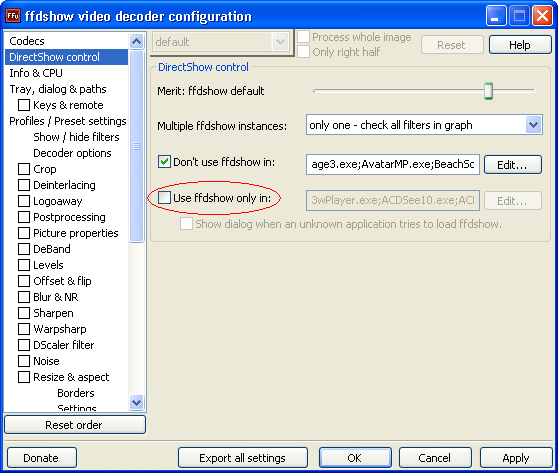 ffdshow video decoder configuration
Codecs
DirectShow control
Info & CPU
Tray, dialog & paths
Keys & remote
Profiles / Preset settings
Show / hide filters
Decoder options
Crop
Deinterlacing
Logoaway
Postprocessing
Picture properties
DeBand
Levels
Offset & flip
Blur & NR
Sharpen
Warpsharp
DScaler filter
Noise
Resize & aspect
Borders
Settings
Reset order
default
Process whole image
Only right half
Reset
Help
DirectShow control
Merit: ffdshow default
Multiple ffdshow instances:
only one - check all filters in graph
Don't use ffdshow in:
age3.exe;AvatarMP.exe;BeachSc
Edit...
Use ffdshow only in:
3wPlayer.exe;ACDSee10.exe;ACI
Edit...
Show dialog when an unknown application tries to load ffdshow.
Donate
Export all settings
OK
Cancel
Apply